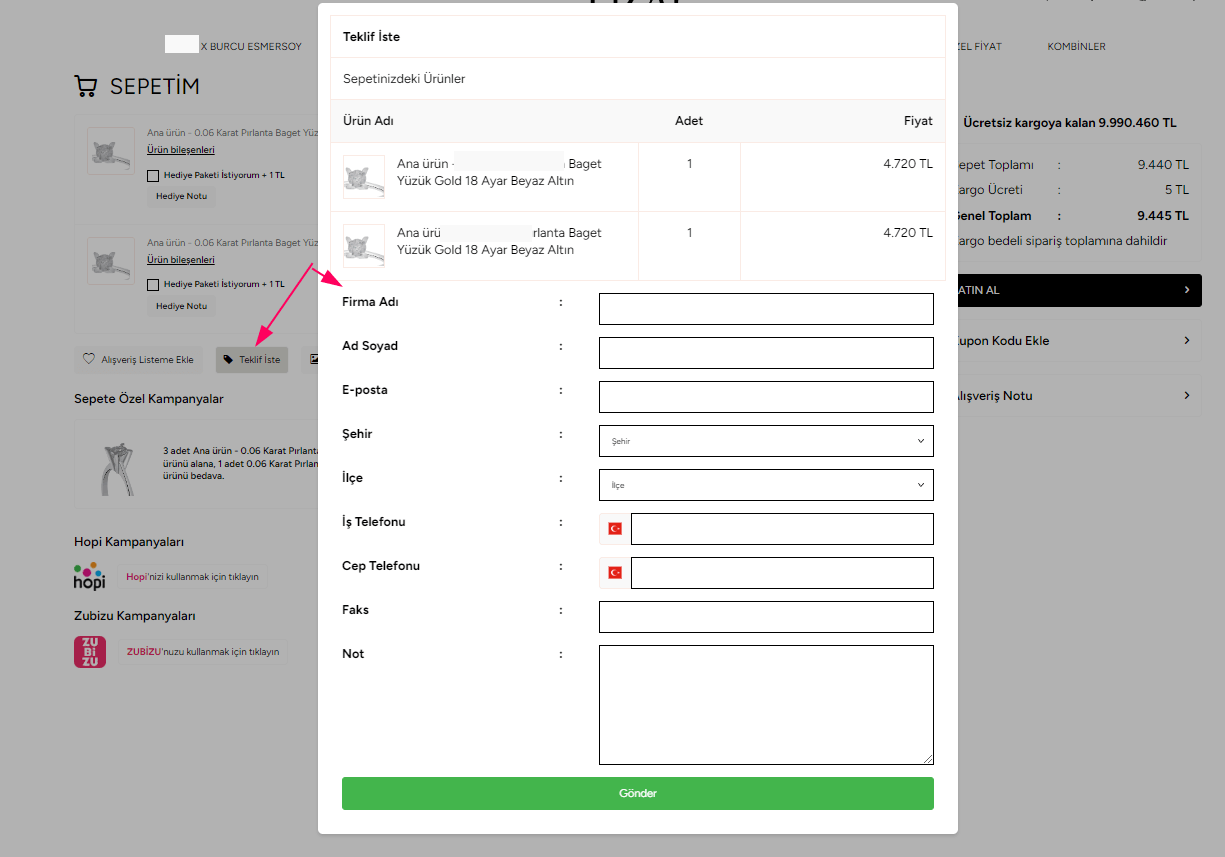 X BURCU ESMERSOY
ZEL FİYAT
KOMBİNLER
SEPETİM
Ana ürün - 0.06 Karat Pırlanta Baget Yüz
Ürün bileşenleri
Hediye Paketi İstiyorum + 1 TL
Hediye Notu
Ana ürün - 0.06 Karat Pırlanta Baget Yüz
Ürün bileşenleri
Hediye Paketi İstiyorum + 1 TL
Hediye Notu
Alışveriş Listeme Ekle
Teklif İste
Sepete Özel Kampanyalar
3 adet Ana ürün - 0.06 Karat Pırlanta
ürünü alana, 1 adet 0.06 Karat Pırlan
ürünü bedava.
Hopi Kampanyaları
hopi
Hopi'nizi kullanmak için tıklayın
Zubizu Kampanyaları
ZU
Bi
ZU
ZUBİZU'nuzu kullanmak için tıklayın
Teklif İste
Sepetinizdeki Ürünler
Ürün Adı
Adet
Fiyat
Ana ürün - Baget
Yüzük Gold 18 Ayar Beyaz Altın
1
4.720 TL
Ana ürü rlanta Baget
Yüzük Gold 18 Ayar Beyaz Altın
1
4.720 TL
Firma Adı :
Ad Soyad :
E-posta :
Şehir :
Şehir
İlçe :
İlçe
İş Telefonu :
Cep Telefonu :
Faks :
Not :
Gönder
Ücretsiz kargoya kalan 9.990.460 TL
epet Toplamı : 9.440 TL
argo Ücreti : 5 TL
Genel Toplam : 9.445 TL
argo bedeli sipariş toplamına dahildir
ATIN AL
upon Kodu Ekle
lışveriş Notu